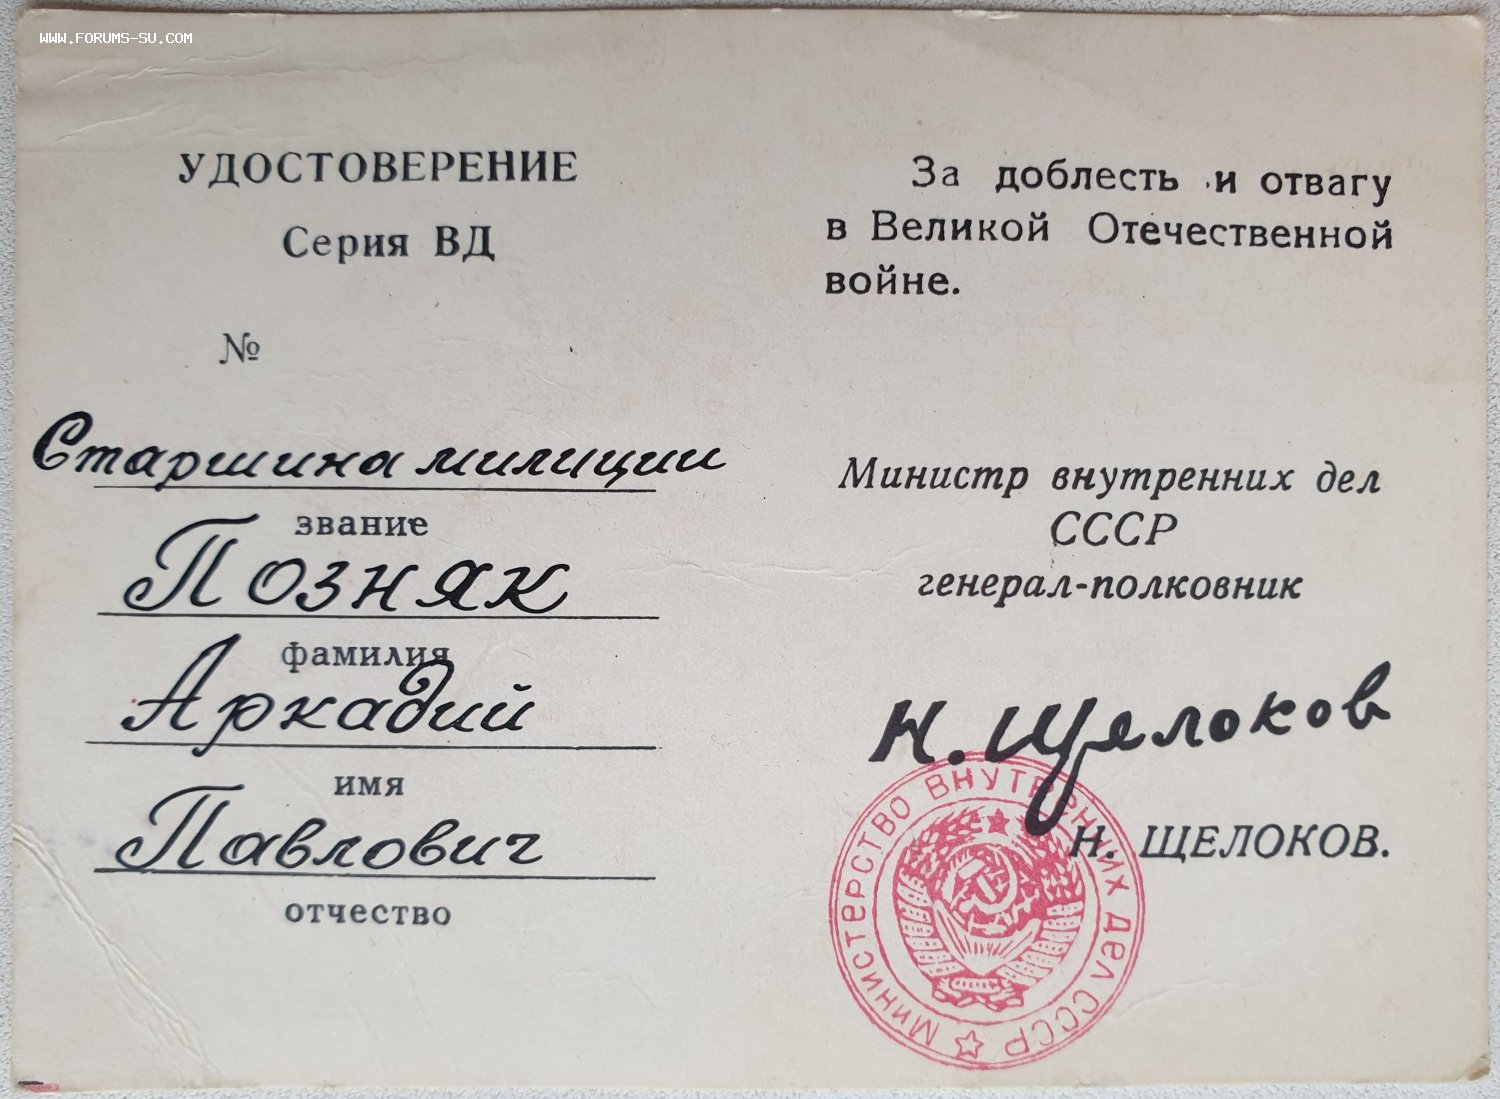 www.forums-su.com
УДОСТОВЕРЕНИЕ
Серия ВД
№
Старшина милиции
звание
Позняк
фамилия
Аркадий
имя
Павлович
отчество
За доблесть и отвагу
в Великой Отечественной
войне.
Министр внутренних дел
СССР
генерал-полковник
Н. Щелоков
Н. ЩЕЛОКОВ.
МИНИСТЕРСТВО ВНУТРЕННИХ ДЕЛ СССР